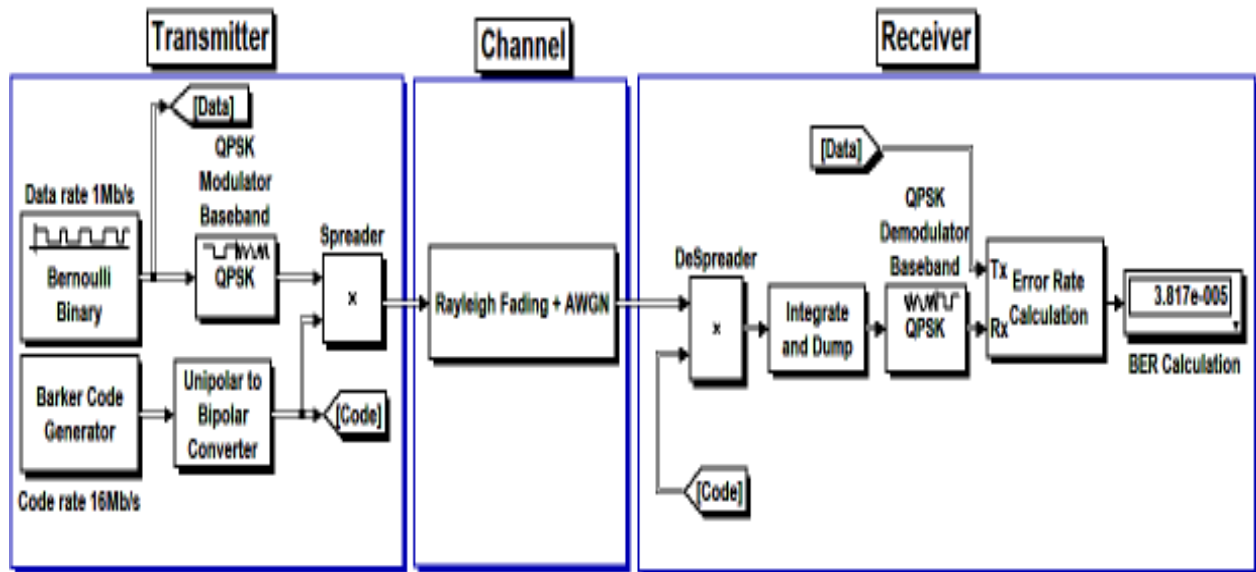 Transmitter
Channel
Receiver
[Data]
QPSK
Modulator
Baseband
Data rate 1Mb/s
Bernoulli
Binary
QPSK
Spreader
x
Barker Code
Generator
Code rate 16Mb/s
Unipolar to
Bipolar
Converter
[Code]
Rayleigh Fading + AWGN
[Data]
DeSpreader
x
[Code]
Integrate
and Dump
QPSK
Demodulator
Baseband
QPSK
Tx
Rx
Error Rate
Calculation
3.817e-005
BER Calculation